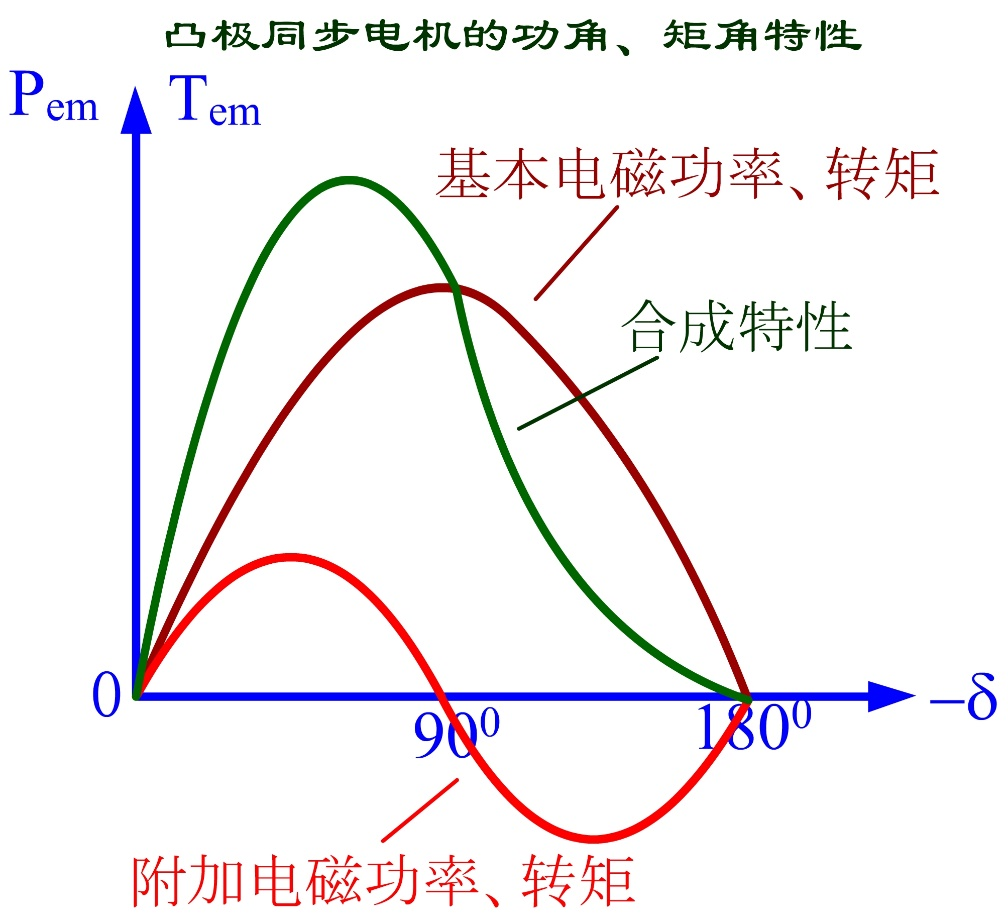 凸极同步电机的功角、矩角特性
Pem Tem
基本电磁功率、转矩
合成特性
0
90⁰
180⁰
–δ
附加电磁功率、转矩